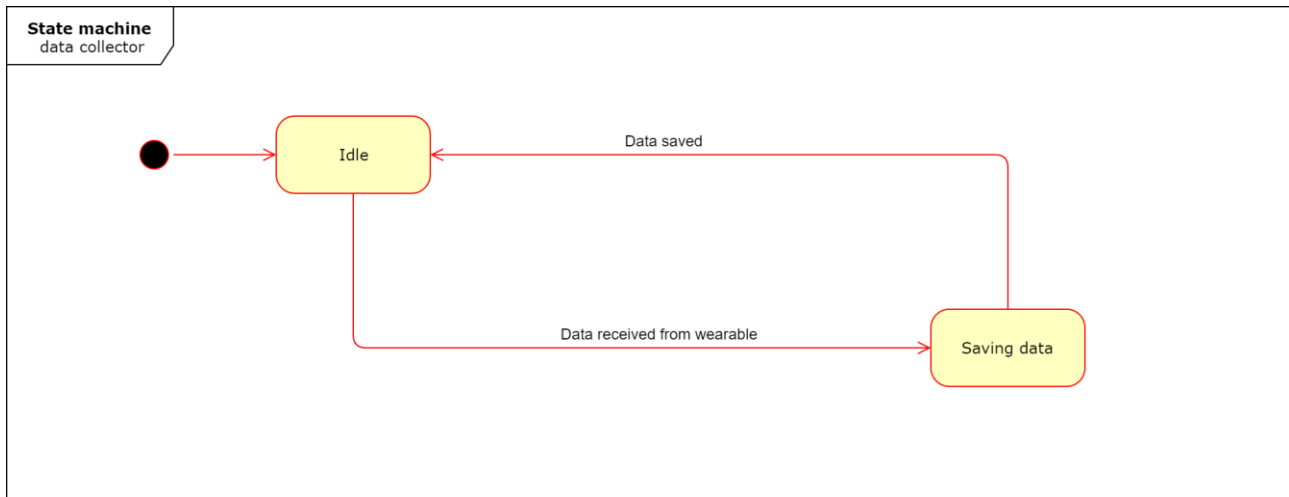 State machine
data collector
Idle
Data saved
Data received from wearable
Saving data